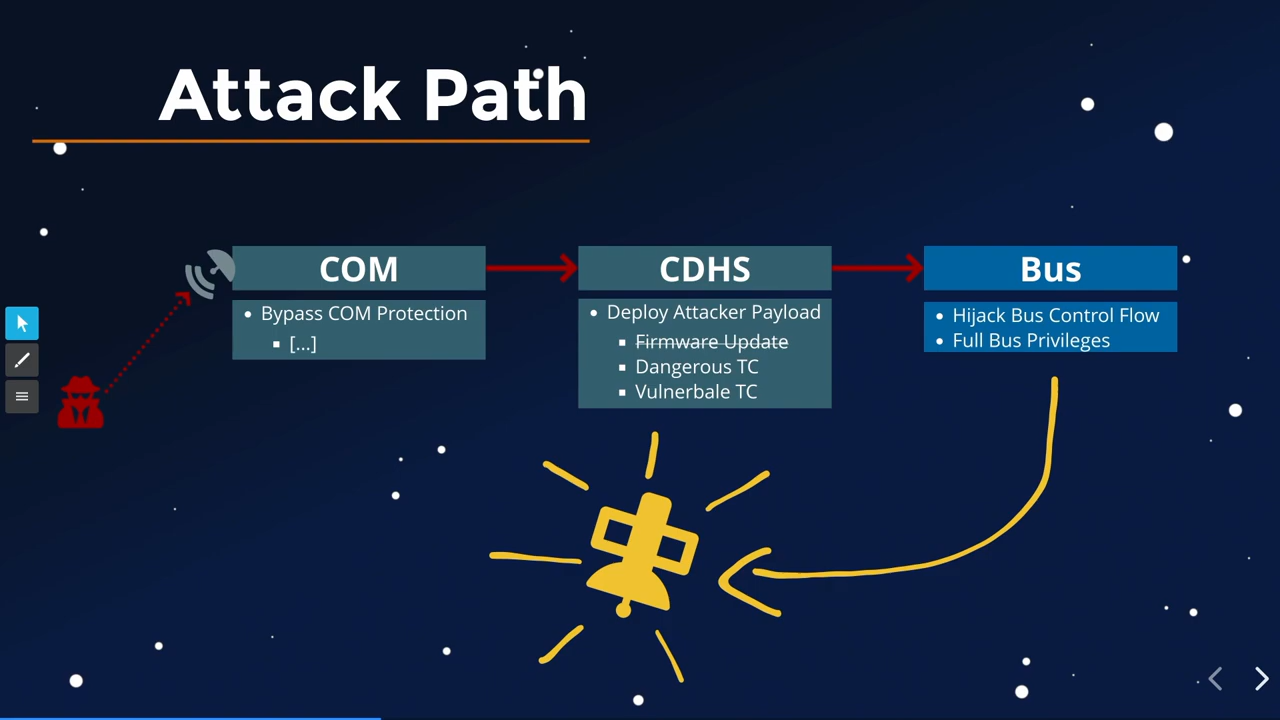 Attack Path
COM
Bypass COM Protection
[...]
CDHS
Deploy Attacker Payload
Firmware Update
Dangerous TC
Vulnerbale TC
Bus
Hijack Bus Control Flow
Full Bus Privileges